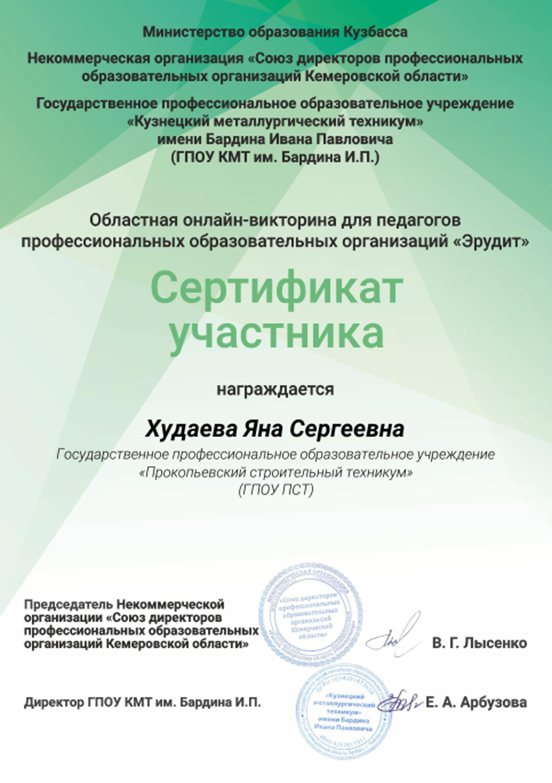 Министерство образования Кузбасса
Некоммерческая организация «Союз директоров профессиональных
образовательных организаций Кемеровской области»
Государственное профессиональное образовательное учреждение
«Кузнецкий металлургический техникум»
имени Бардина Ивана Павловича
(ГПОУ КМТ им. Бардина И.П.)
Областная онлайн-викторина для педагогов
профессиональных образовательных организаций «Эрудит»
Сертификат
участника
награждается
Худаева Яна Сергеевна
Государственное профессиональное образовательное учреждение
«Прокопьевский строительный техникум»
(ГПОУ ПСТ)
Председатель Некоммерческой
организации «Союз директоров
профессиональных образовательных
организаций Кемеровской области»
«Союз директоров
профессиональных
образовательных
организаций
Кемеровской
области»
В. Г. Лысенко
Директор ГПОУ КМТ им. Бардина И.П.
«Кузнецкий
металлургический
техникум»
имени Бардина
Ивана Павловича
Е. А. Арбузова